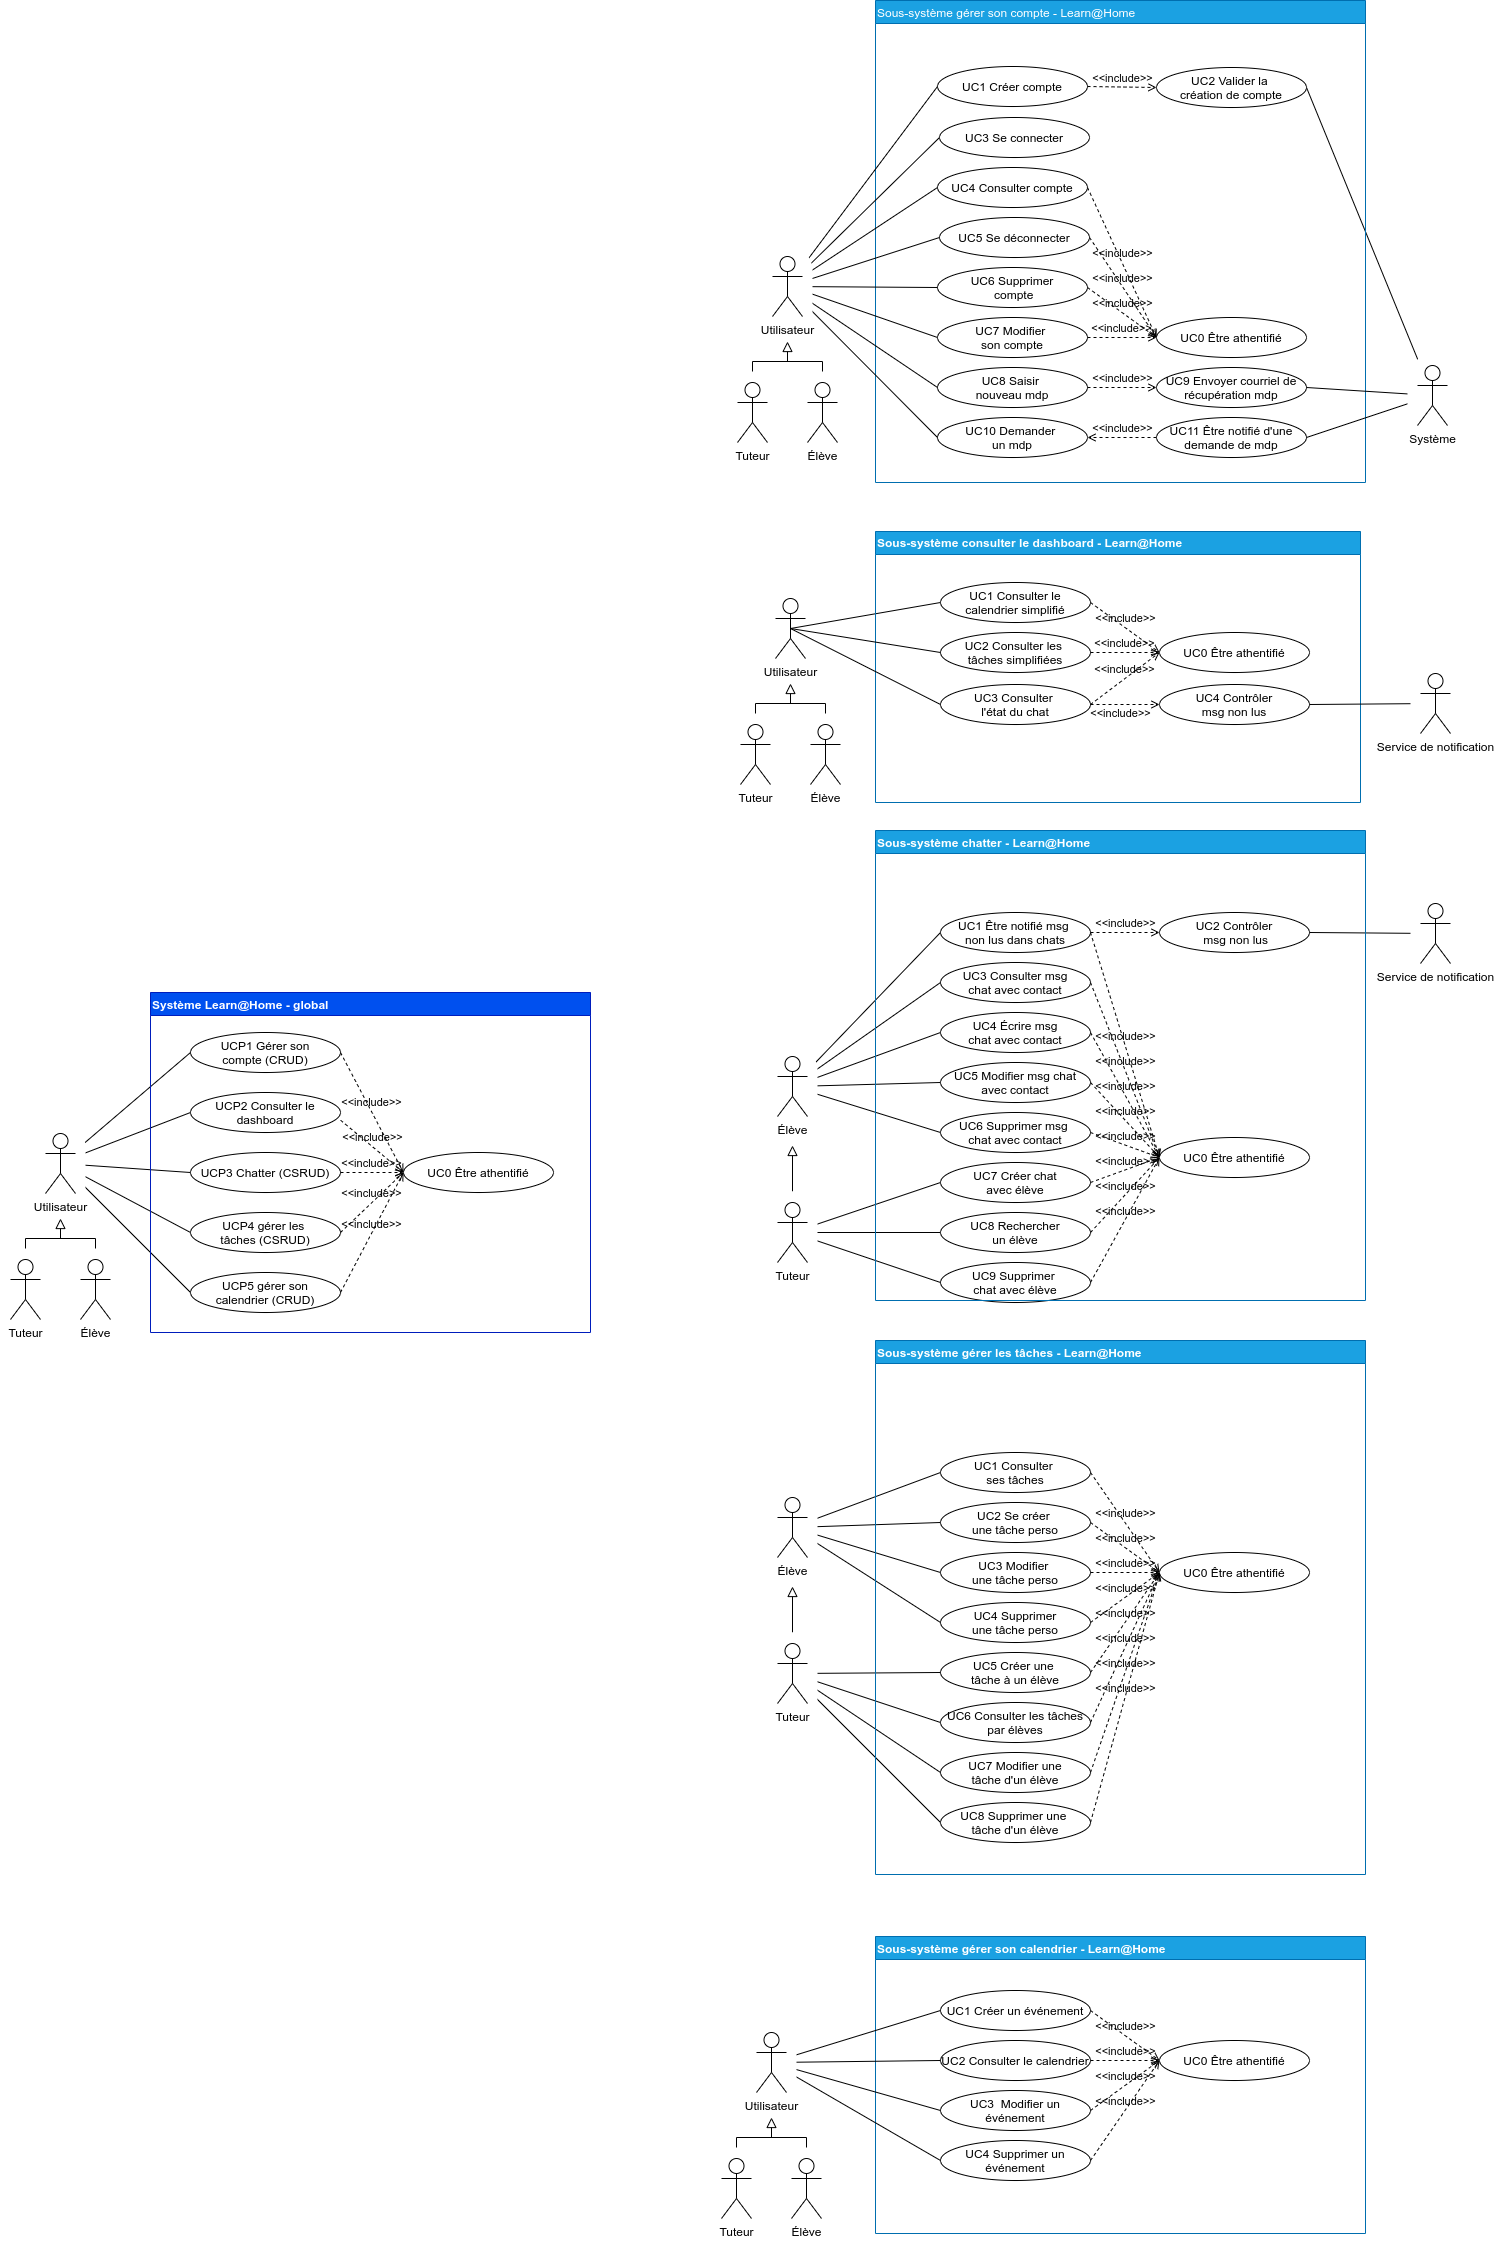 Sous-système gérer son compte - Learn@Home
UC1 Créer compte
<<include>>
UC2 Valider la
création de compte
UC3 Se connecter
UC4 Consulter compte
UC5 Se déconnecter
<<include>>
UC6 Supprimer
compte
<<include>>
<<include>>
UC7 Modifier
son compte
<<include>>
UC0 Être athentifié
UC8 Saisir
nouveau mdp
<<include>>
UC9 Envoyer courriel de
récupération mdp
UC10 Demander
un mdp
<<include>>
UC11 Être notifié d'une
demande de mdp
Utilisateur
Tuteur
Élève
Système
Sous-système consulter le dashboard - Learn@Home
UC1 Consulter le
calendrier simplifié
<<include>>
UC2 Consulter les
tâches simplifiées
<<include>>
UC0 Être athentifié
<<include>>
UC3 Consulter
l'état du chat
<<include>>
UC4 Contrôler
msg non lus
Utilisateur
Tuteur
Élève
Service de notification
Sous-système chatter - Learn@Home
UC1 Être notifié msg
non lus dans chats
<<include>>
UC2 Contrôler
msg non lus
Service de notification
UC3 Consulter msg
chat avec contact
UC4 Écrire msg
chat avec contact
<<include>>
<<include>>
UC5 Modifier msg chat
avec contact
<<include>>
<<include>>
UC6 Supprimer msg
chat avec contact
<<include>>
<<include>>
UC0 Être athentifié
UC7 Créer chat
avec élève
<<include>>
<<include>>
UC8 Rechercher
un élève
UC9 Supprimer
chat avec élève
Élève
Tuteur
Système Learn@Home - global
UCP1 Gérer son
compte (CRUD)
<<include>>
UCP2 Consulter le
dashboard
<<include>>
<<include>>
UCP3 Chatter (CSRUD)
UC0 Être athentifié
<<include>>
UCP4 gérer les
tâches (CSRUD)
<<include>>
UCP5 gérer son
calendrier (CRUD)
Utilisateur
Tuteur
Élève
Sous-système gérer les tâches - Learn@Home
UC1 Consulter
ses tâches
<<include>>
UC2 Se créer
une tâche perso
<<include>>
<<include>>
UC3 Modifier
une tâche perso
UC0 Être athentifié
<<include>>
UC4 Supprimer
une tâche perso
<<include>>
<<include>>
UC5 Créer une
tâche à un élève
<<include>>
<<include>>
UC6 Consulter les tâches
par élèves
UC7 Modifier une
tâche d'un élève
UC8 Supprimer une
tâche d'un élève
Élève
Tuteur
Sous-système gérer son calendrier - Learn@Home
UC1 Créer un événement
<<include>>
<<include>>
UC2 Consulter le calendrier
UC0 Être athentifié
<<include>>
<<include>>
UC3  Modifier un
événement
UC4 Supprimer un
événement
Utilisateur
Tuteur
Élève